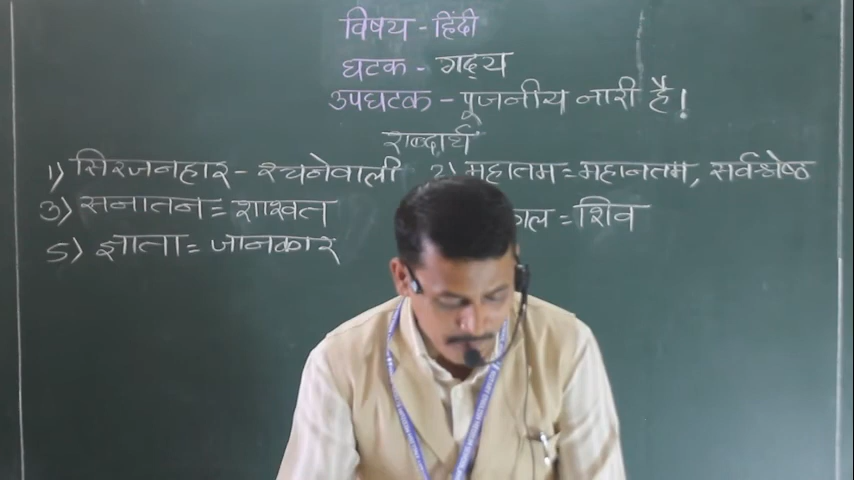 विषय - हिंदी
घटक - गद्य
उपघटक - पूजनीय नारी है!
शब्दार्थ
1) सिरजनहार - रचनेवाली 2) महातम = महानतम, सर्वश्रेष्ठ
3) सनातन = शाश्वत गल = शिव
5) ज्ञाता = जानकार